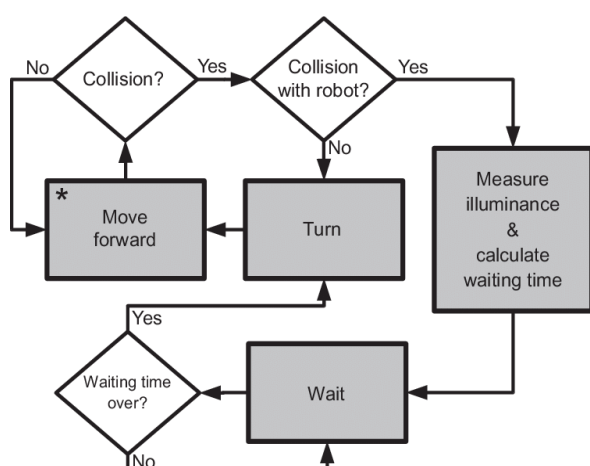 No
Collision?
Yes
Collision
with robot?
Yes
No
*
Move
forward
Turn
Measure
illuminance
&
calculate
waiting time
Yes
Waiting time
over?
Wait
No